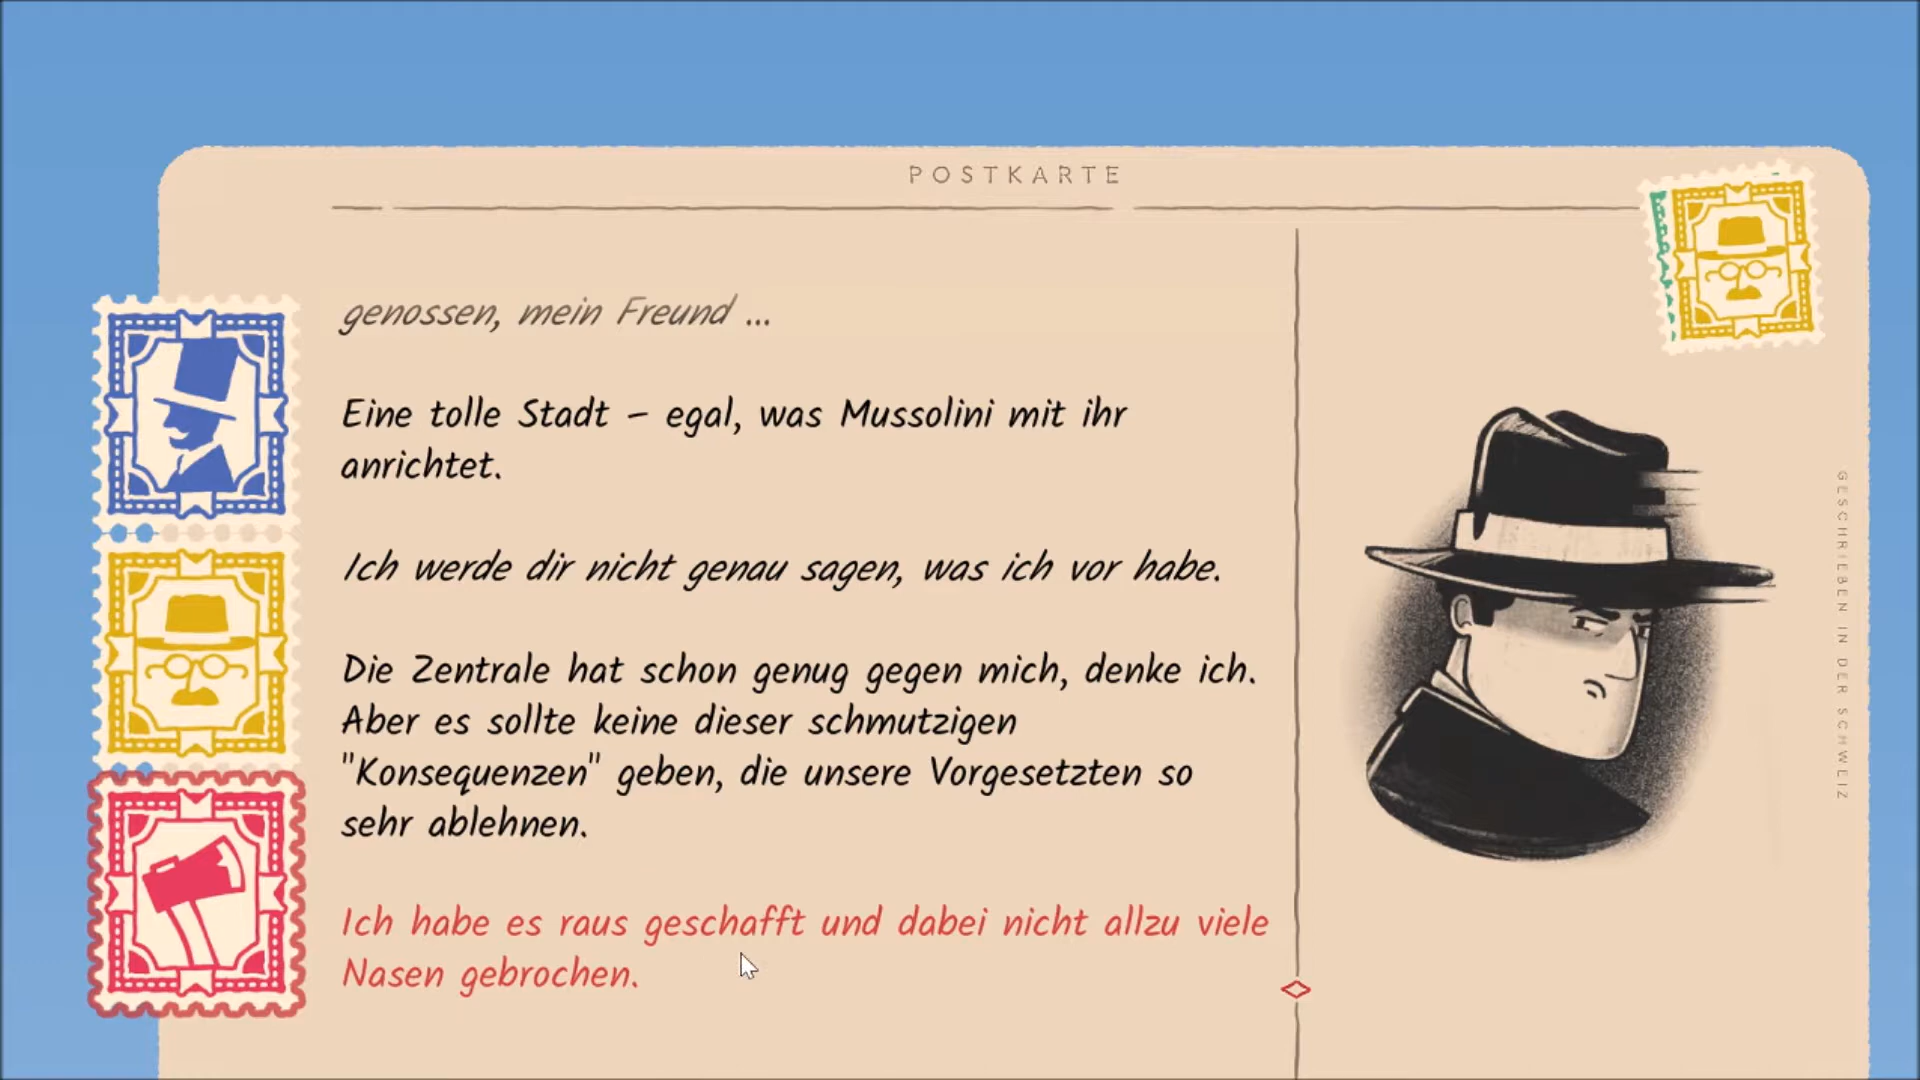 POSTKARTE
genossen, mein Freund ...
Eine tolle Stadt – egal, was Mussolini mit ihr
anrichtet.
Ich werde dir nicht genau sagen, was ich vor habe.
Die Zentrale hat schon genug gegen mich, denke ich.
Aber es sollte keine dieser schmutzigen
"Konsequenzen" geben, die unsere Vorgesetzten so
sehr ablehnen.
Ich habe es raus geschafft und dabei nicht allzu viele
Nasen gebrochen.
GESCHRIEBEN IN DER SCHWEIZ